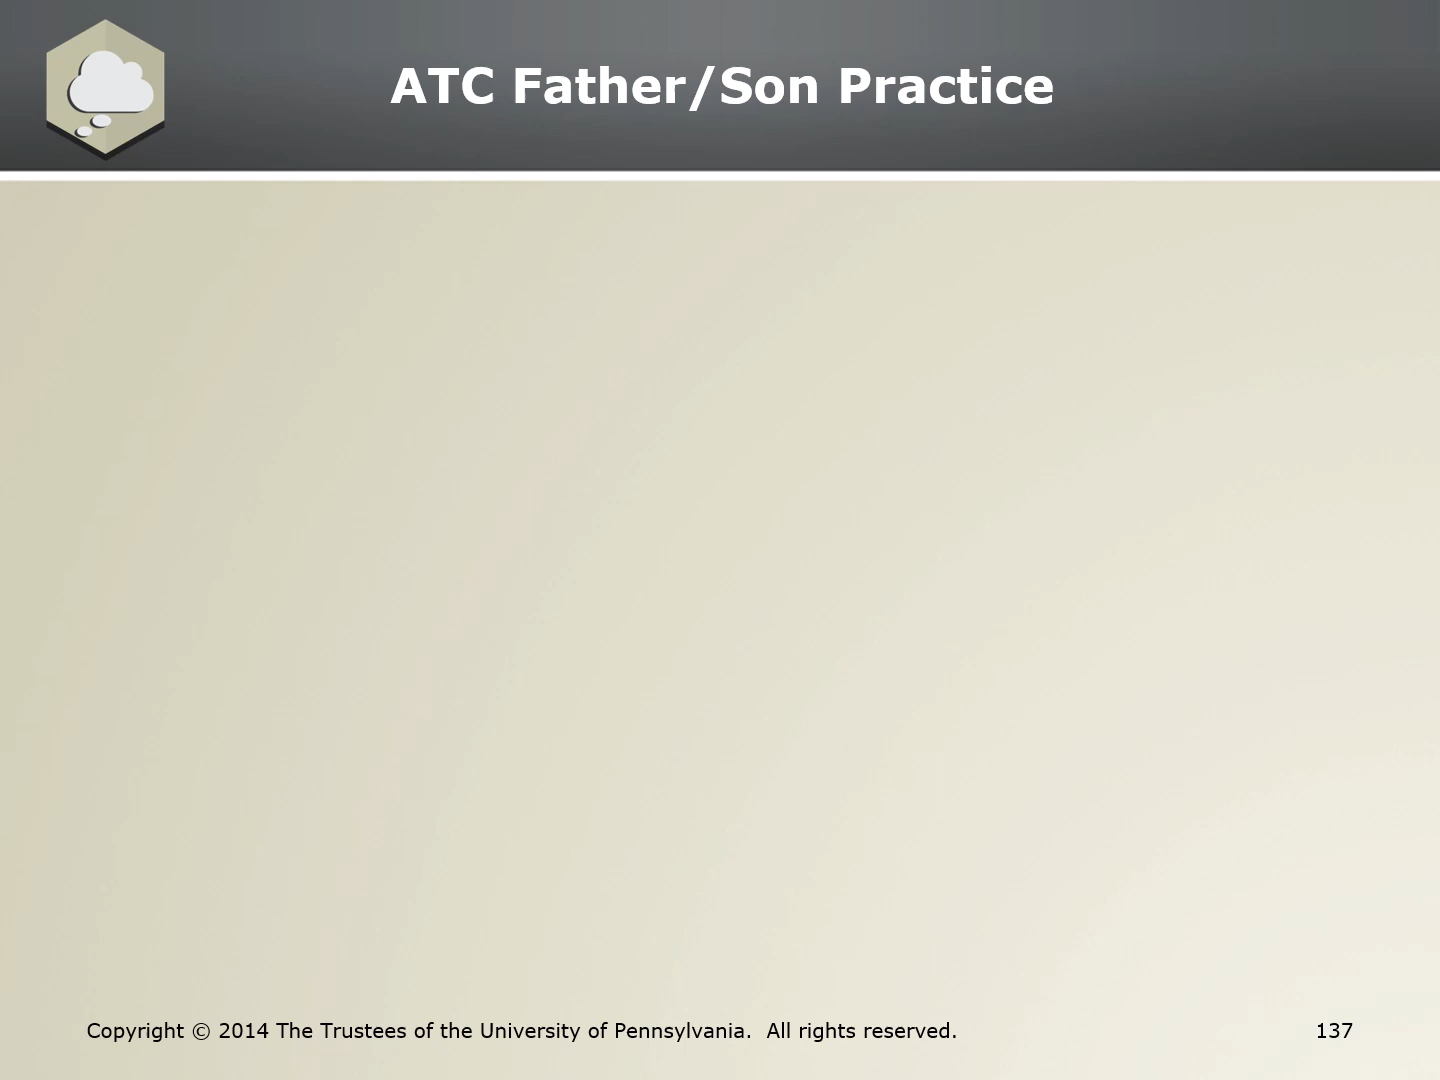 ATC Father/Son Practice
Copyright © 2014 The Trustees of the University of Pennsylvania.  All rights reserved.
137